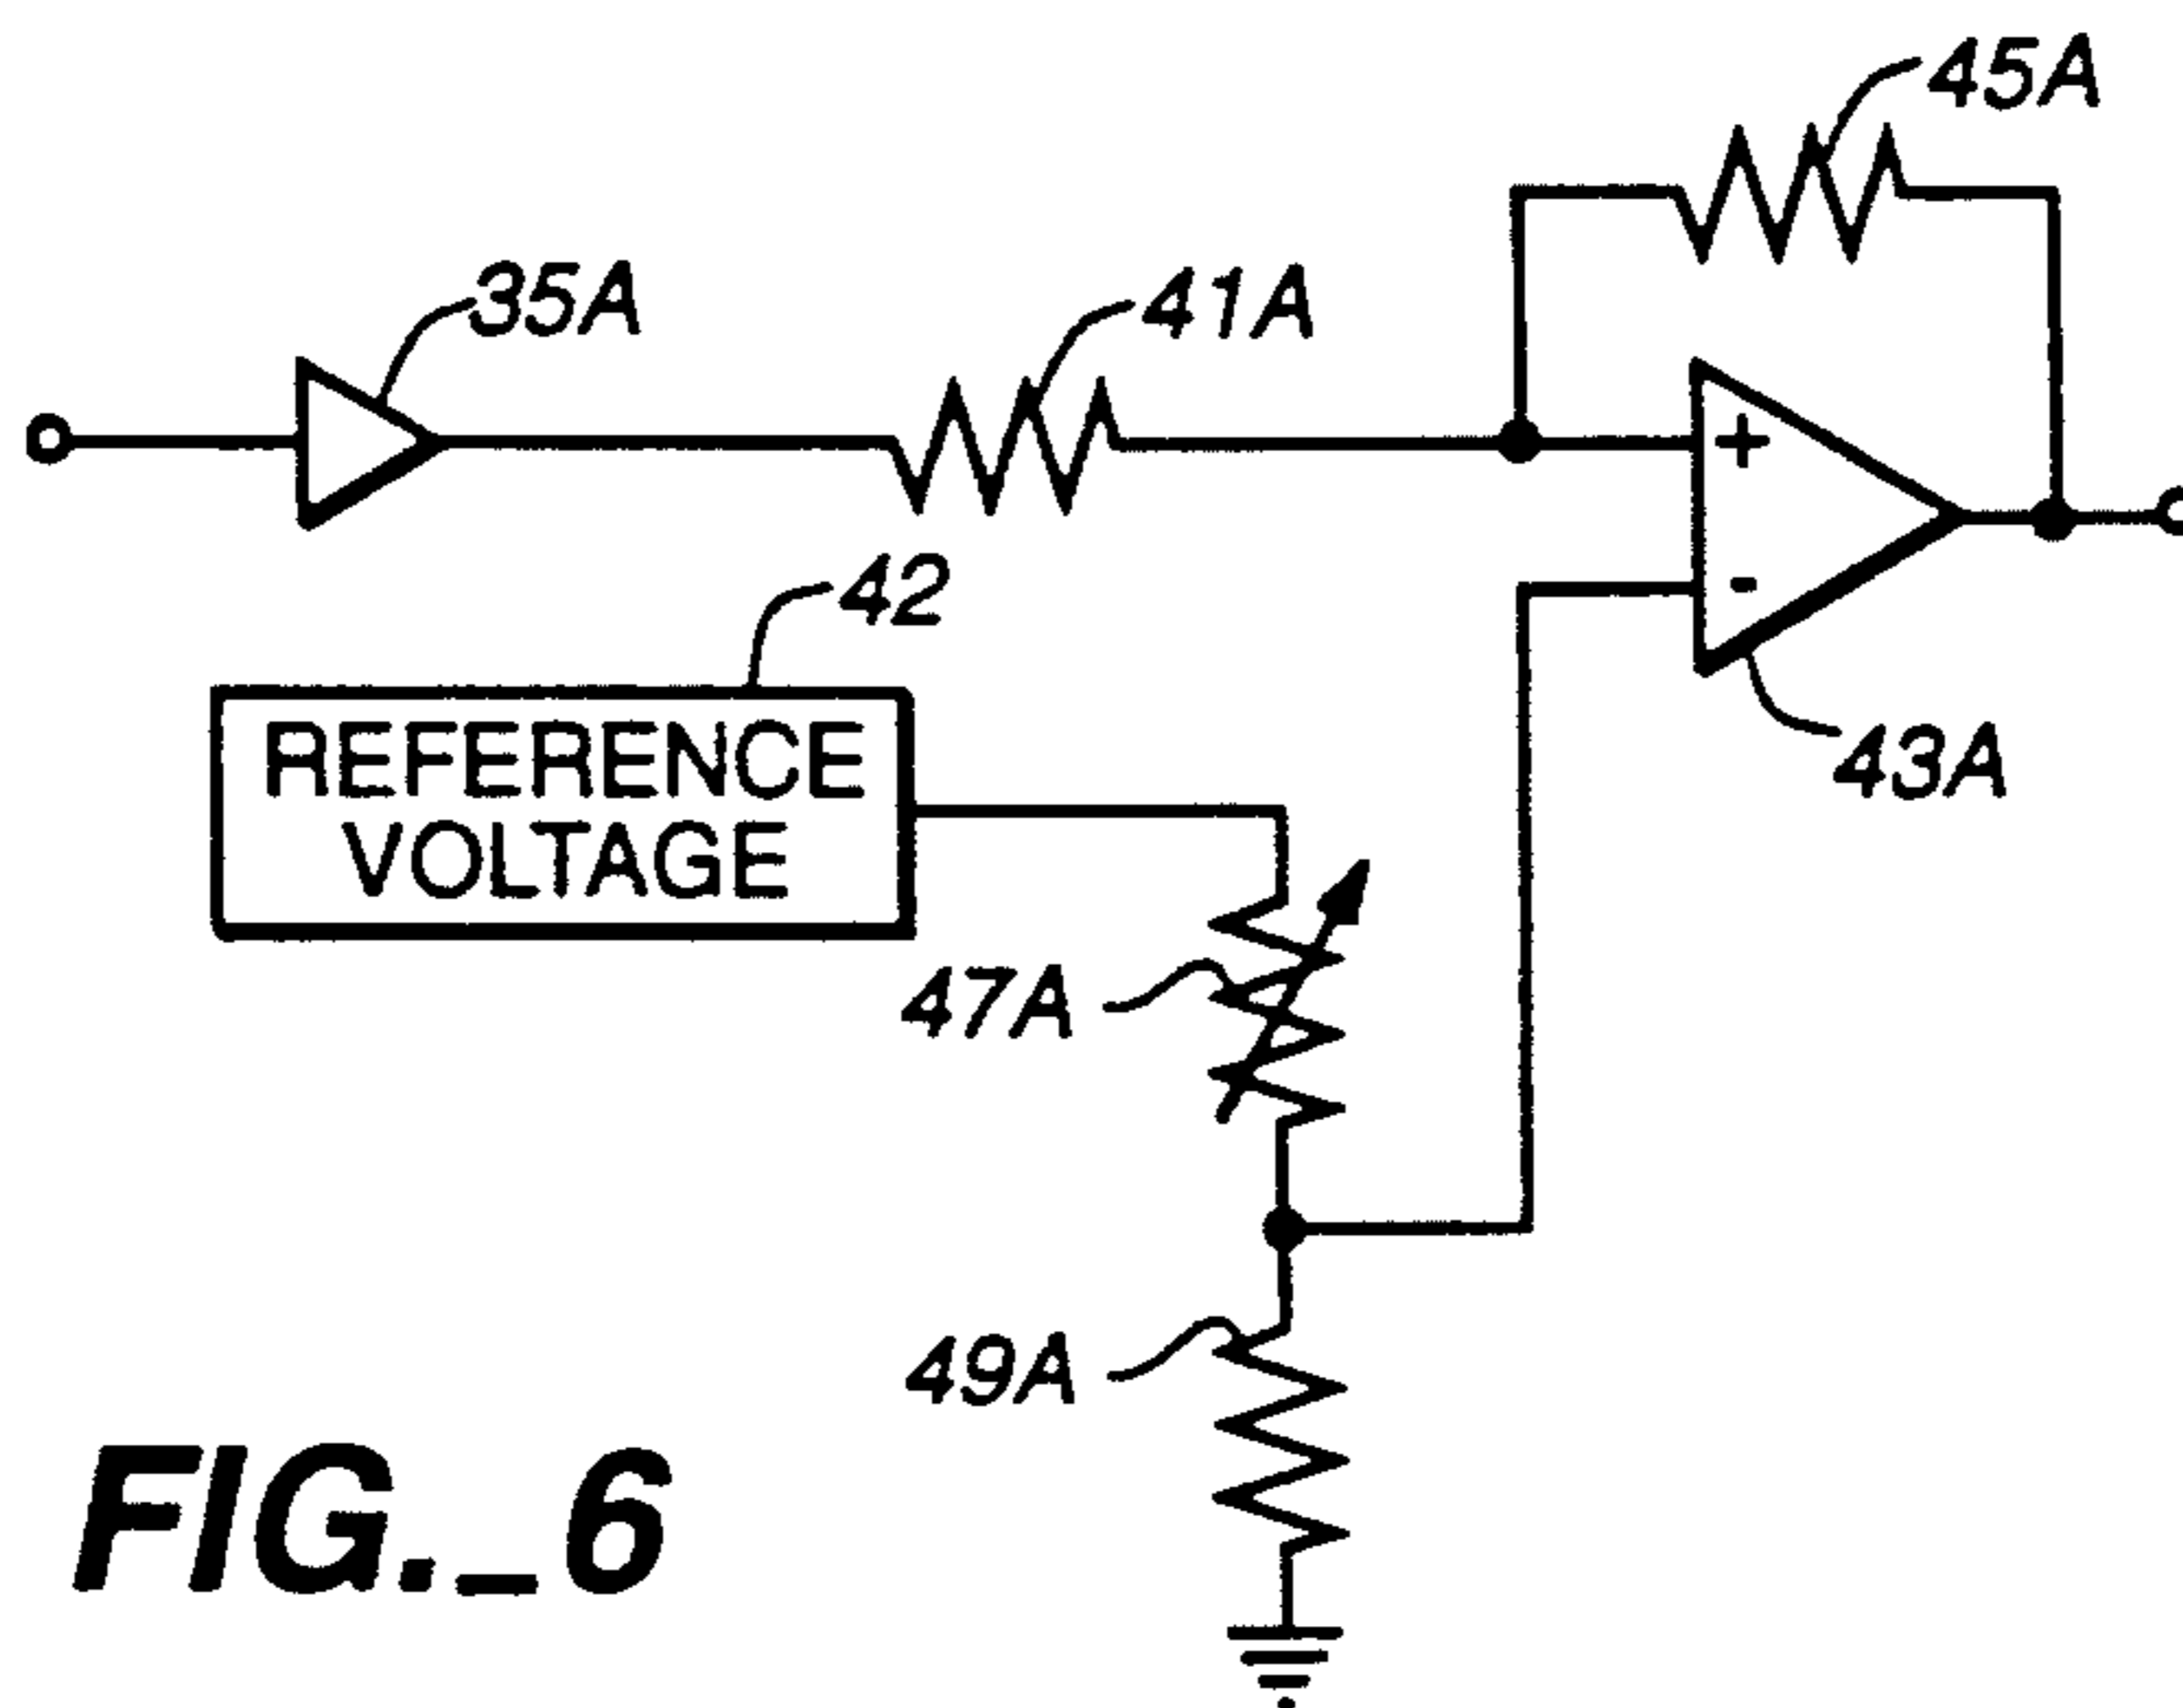 45A
35A
41A
+
-
42
43A
REFERENCE
VOLTAGE
47A
49A
FIG._6